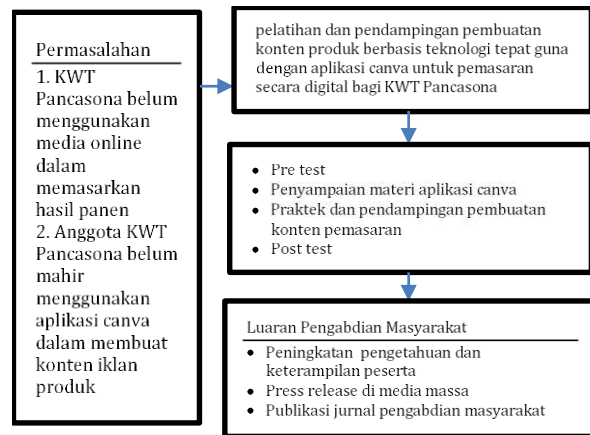 Permasalahan
1. KWT
Pancasona belum
menggunakan
media online
dalam
memasarkan
hasil panen
2. Anggota KWT
Pancasona belum
mahir
menggunakan
aplikasi canva
dalam membuat
konten iklan
produk
pelatihan dan pendampingan pembuatan
konten produk berbasis teknologi tepat guna
dengan aplikasi canva untuk pemasaran
secara digital bagi KWT Pancasona
• Pre test
• Penyampaian materi aplikasi canva
• Praktek dan pendampingan pembuatan
konten pemasaran
• Post test
Luaran Pengabdian Masyarakat
• Peningkatan pengetahuan dan
keterampilan peserta
• Press release di media massa
• Publikasi jurnal pengabdian masyarakat